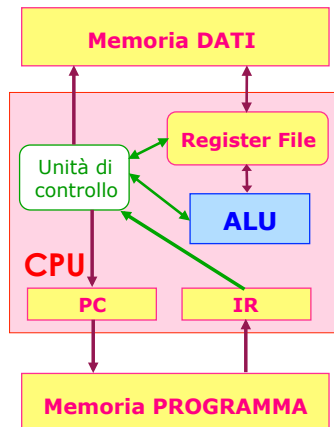 Memoria DATI
Register File
Unità di
controllo
ALU
CPU
PC
IR
Memoria PROGRAMMA